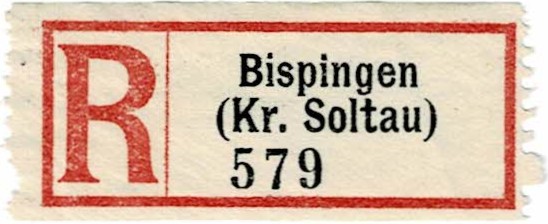 R
Bispingen
(Kr. Soltau)
579